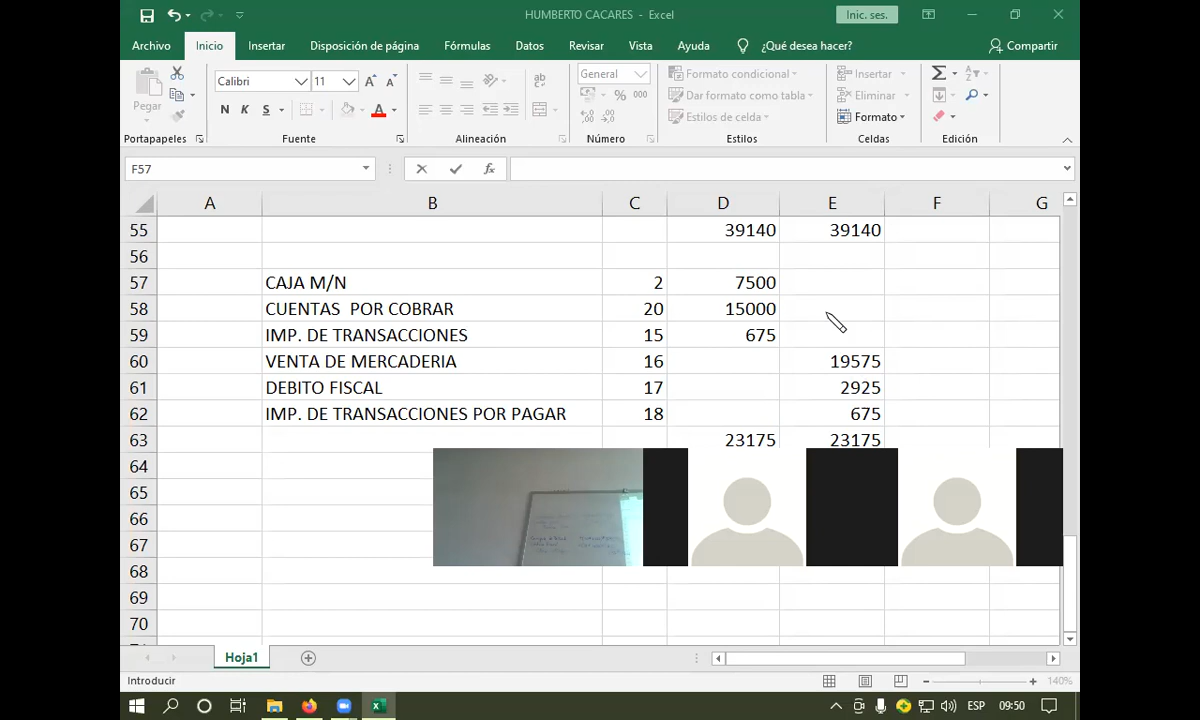 HUMBERTO CACARES - Excel
Inic. ses.
Archivo Inicio Insertar Disposición de página Fórmulas Datos Revisar Vista Ayuda ¿Qué desea hacer? Compartir
Pegar
Calibri 11
N K S
General
% 000
Formato condicional
Dar formato como tabla
Estilos de celda
Insertar
Eliminar
Formato
Portapapeles Fuente Alineación Número Estilos Celdas Edición
F57 fx
A B C D E F G
55 39140 39140
56
57 CAJA M/N 2 7500
58 CUENTAS POR COBRAR 20 15000
59 IMP. DE TRANSACCIONES 15 675
60 VENTA DE MERCADERIA 16 19575
61 DEBITO FISCAL 17 2925
62 IMP. DE TRANSACCIONES POR PAGAR 18 675
63 23175 23175
64
65
66
67
68
69
70
Hoja1
Introducir 140%
ESP 09:50